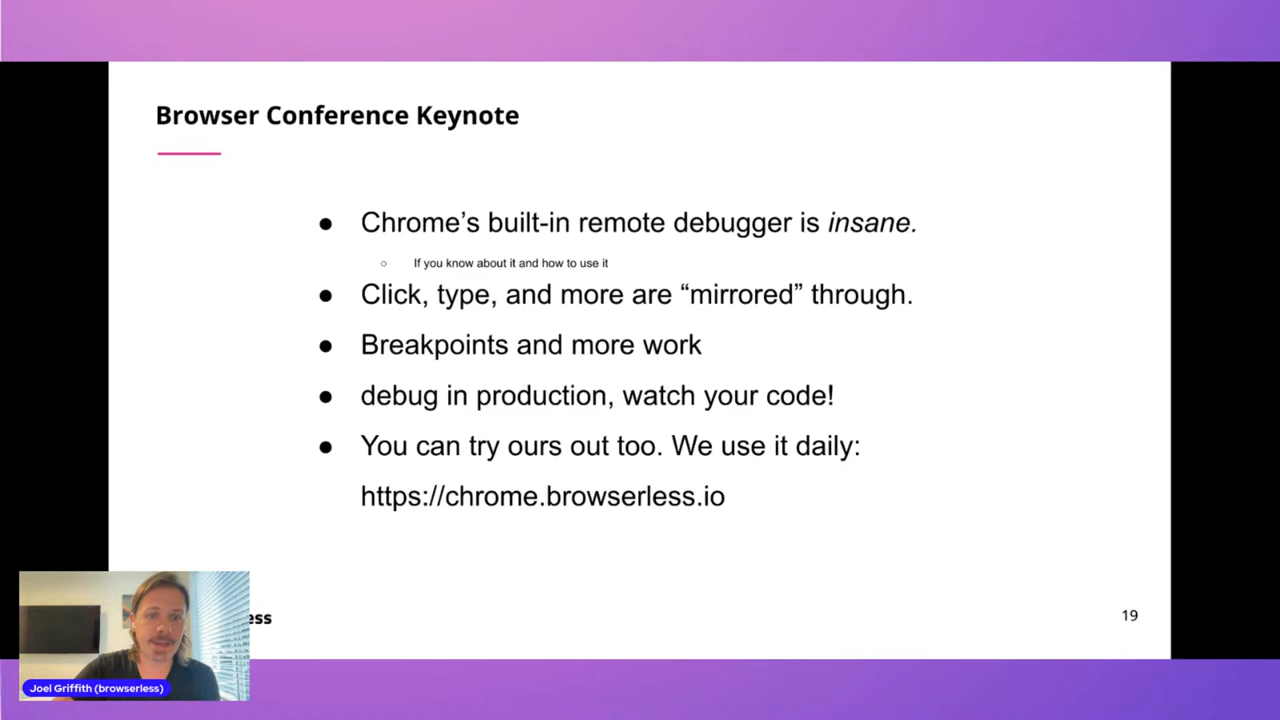 Browser Conference Keynote
● Chrome’s built-in remote debugger is insane.
○ If you know about it and how to use it
● Click, type, and more are “mirrored” through.
● Breakpoints and more work
● debug in production, watch your code!
● You can try ours out too. We use it daily:
https://chrome.browserless.io
ess
19
Joel Griffith (browserless)